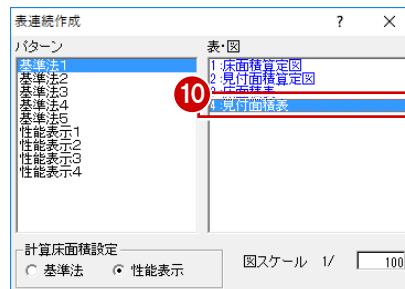 表連続作成 ? ×
パターン
基準法1
基準法2
基準法3
基準法4
基準法5
性能表示1
性能表示2
性能表示3
性能表示4
表・図
1:床面積算定図
2:見付面積算定図
3:床面積表
4:見付面積表
10
計算床面積設定
基準法 性能表示
図スケール 1/ 100